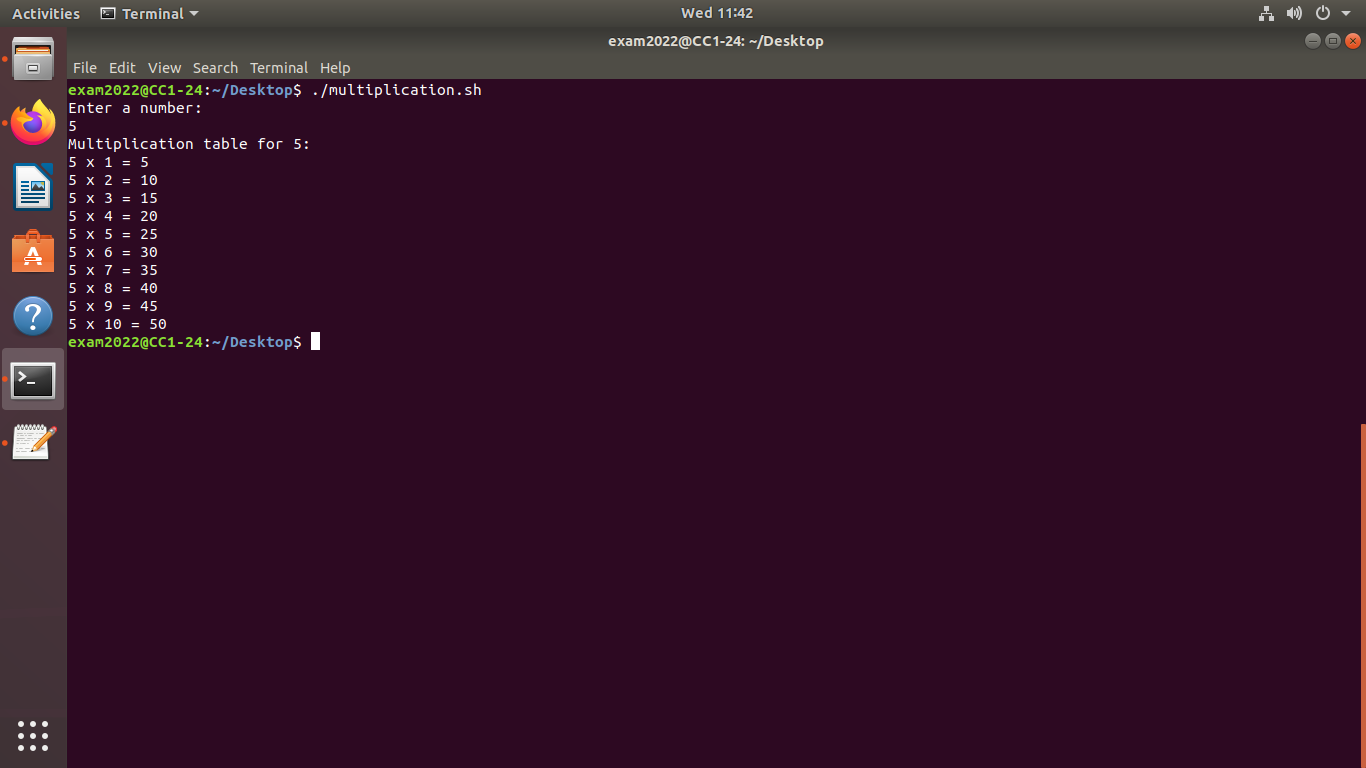 Activities Terminal Wed 11:42
exam2022@CC1-24: ~/Desktop
File Edit View Search Terminal Help
exam2022@CC1-24:~/Desktop$ ./multiplication.sh
Enter a number:
5
Multiplication table for 5:
5 x 1 = 5
5 x 2 = 10
5 x 3 = 15
5 x 4 = 20
5 x 5 = 25
5 x 6 = 30
5 x 7 = 35
5 x 8 = 40
5 x 9 = 45
5 x 10 = 50
exam2022@CC1-24:~/Desktop$